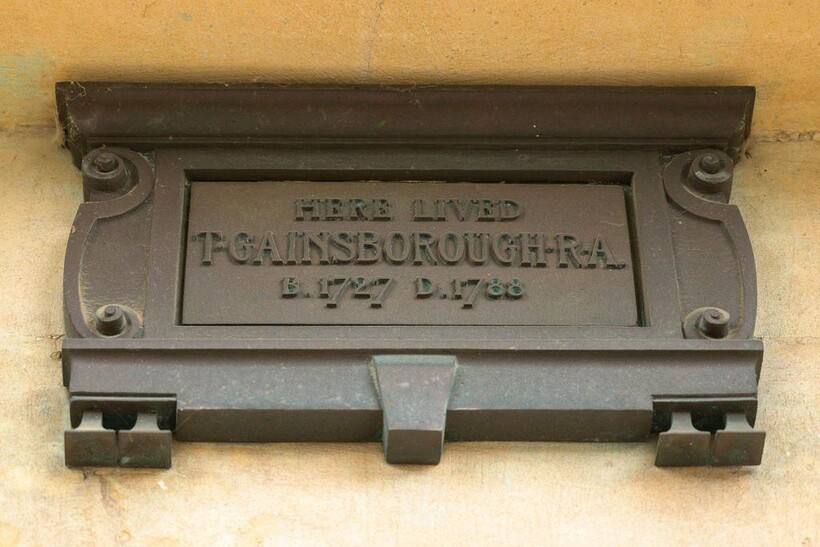 HERE LIVED
T·GAINSBOROUGH·R·A·
B.1727 D.1788